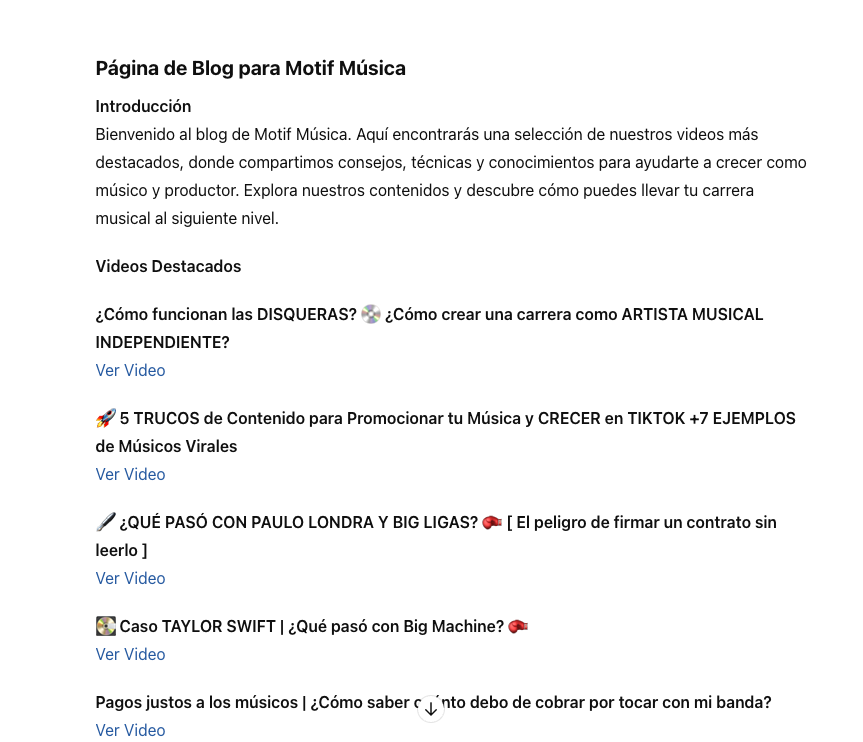 Página de Blog para Motif Música
Introducción
Bienvenido al blog de Motif Música. Aquí encontrarás una selección de nuestros videos más
destacados, donde compartimos consejos, técnicas y conocimientos para ayudarte a crecer como
músico y productor. Explora nuestros contenidos y descubre cómo puedes llevar tu carrera
musical al siguiente nivel.
Videos Destacados
¿Cómo funcionan las DISQUERAS? 💿 ¿Cómo crear una carrera como ARTISTA MUSICAL
INDEPENDIENTE?
Ver Video
🚀 5 TRUCOS de Contenido para Promocionar tu Música y CRECER en TIKTOK +7 EJEMPLOS
de Músicos Virales
Ver Video
🖋️ ¿QUÉ PASÓ CON PAULO LONDRA Y BIG LIGAS? 🥊 [ El peligro de firmar un contrato sin
leerlo ]
Ver Video
💽 Caso TAYLOR SWIFT | ¿Qué pasó con Big Machine? 🥊
Ver Video
Pagos justos a los músicos | ¿Cómo saber cuánto debo de cobrar por tocar con mi banda?
Ver Video